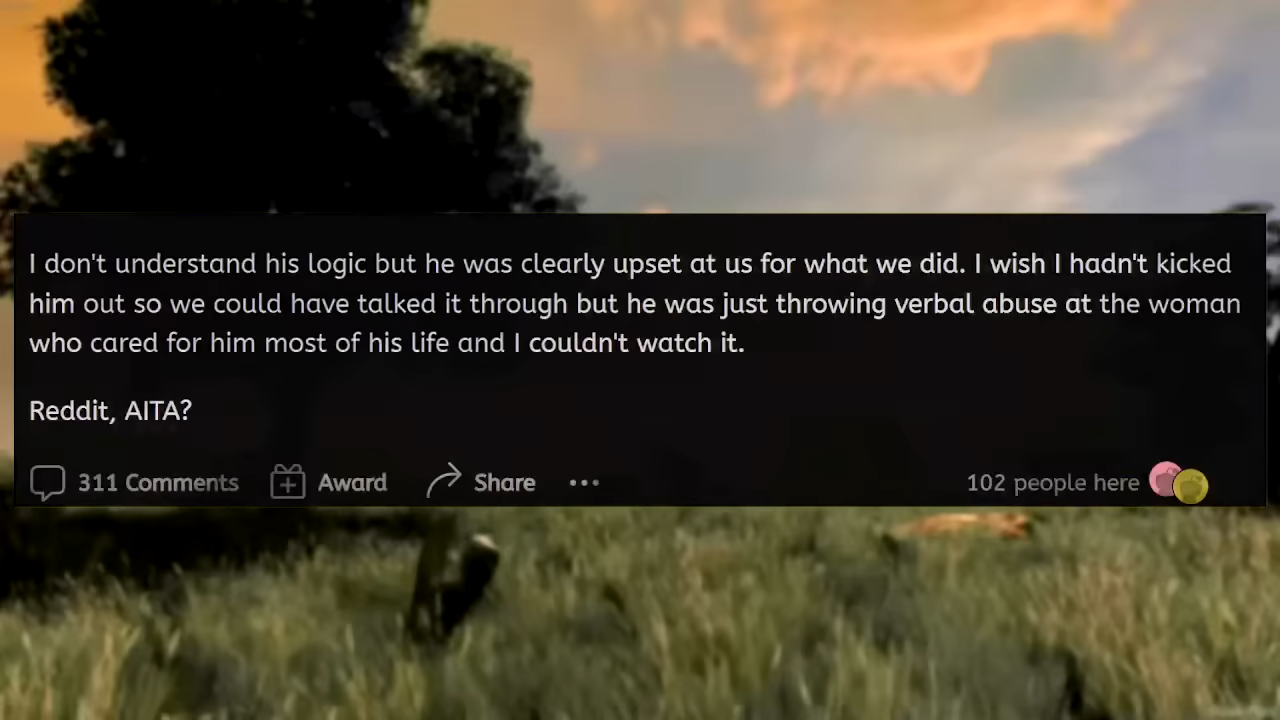 I don't understand his logic but he was clearly upset at us for what we did. I wish I hadn't kicked
him out so we could have talked it through but he was just throwing verbal abuse at the woman
who cared for him most of his life and I couldn't watch it.
Reddit, AITA?
311 Comments Award Share ••• 102 people here